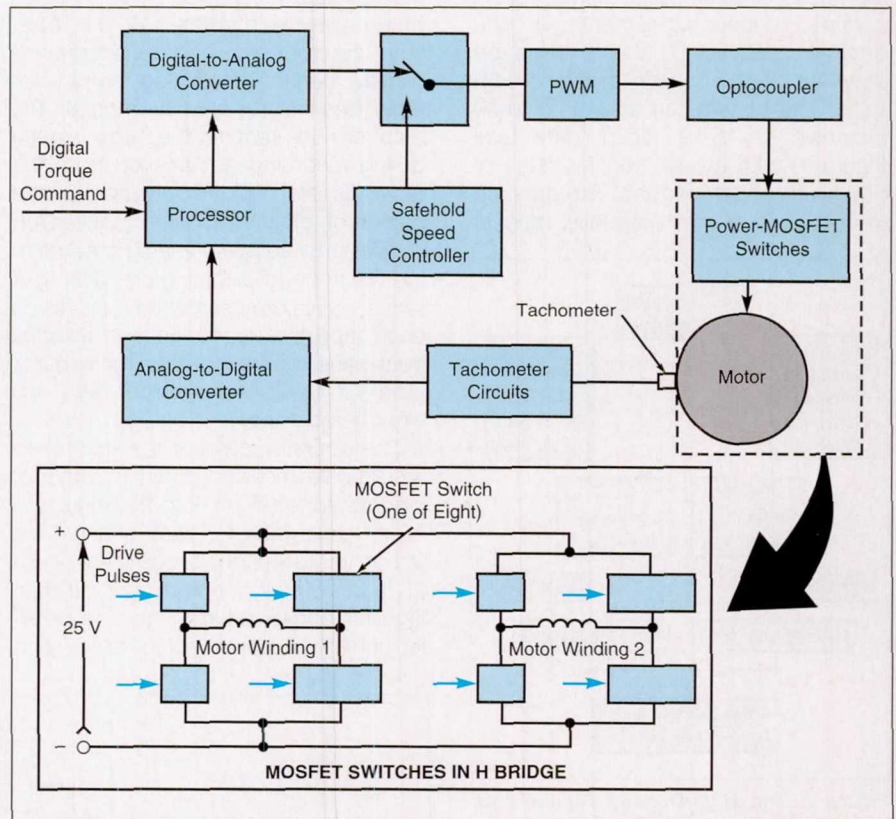 Digital-to-Analog
Converter
PWM
Optocoupler
Digital
Torque
Command
Processor
Safehold
Speed
Controller
Power-MOSFET
Switches
Tachometer
Analog-to-Digital
Converter
Tachometer
Circuits
Motor
MOSFET Switch
(One of Eight)
+
Drive
Pulses
25 V
Motor Winding 1
Motor Winding 2
–
MOSFET SWITCHES IN H BRIDGE